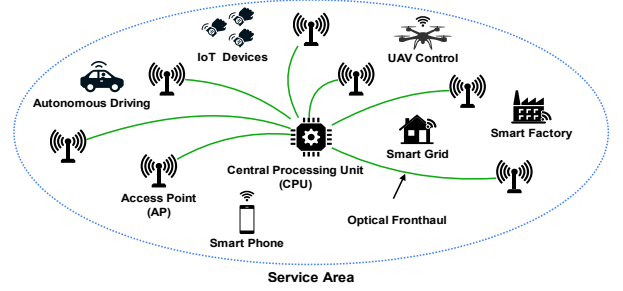 IoT Devices
UAV Control
Autonomous Driving
Smart Factory
Smart Grid
Central Processing Unit
(CPU)
Access Point
(AP)
Optical Fronthaul
Smart Phone
Service Area